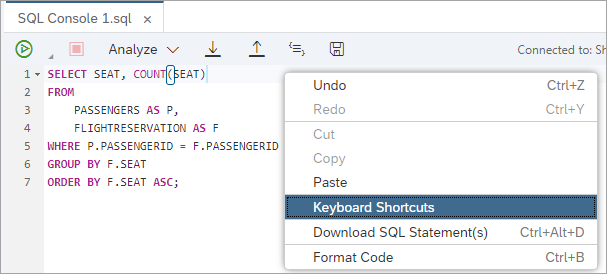 SQL Console 1.sql ×
Analyze
Connected to: Sh
1 SELECT SEAT, COUNT(SEAT)
2 FROM
3 PASSENGERS AS P,
4 FLIGHTRESERVATION AS F
5 WHERE P.PASSENGERID = F.PASSENGERID
6 GROUP BY F.SEAT
7 ORDER BY F.SEAT ASC;
Undo Ctrl+Z
Redo Ctrl+Y
Cut
Copy
Paste
Keyboard Shortcuts
Download SQL Statement(s) Ctrl+Alt+D
Format Code Ctrl+B